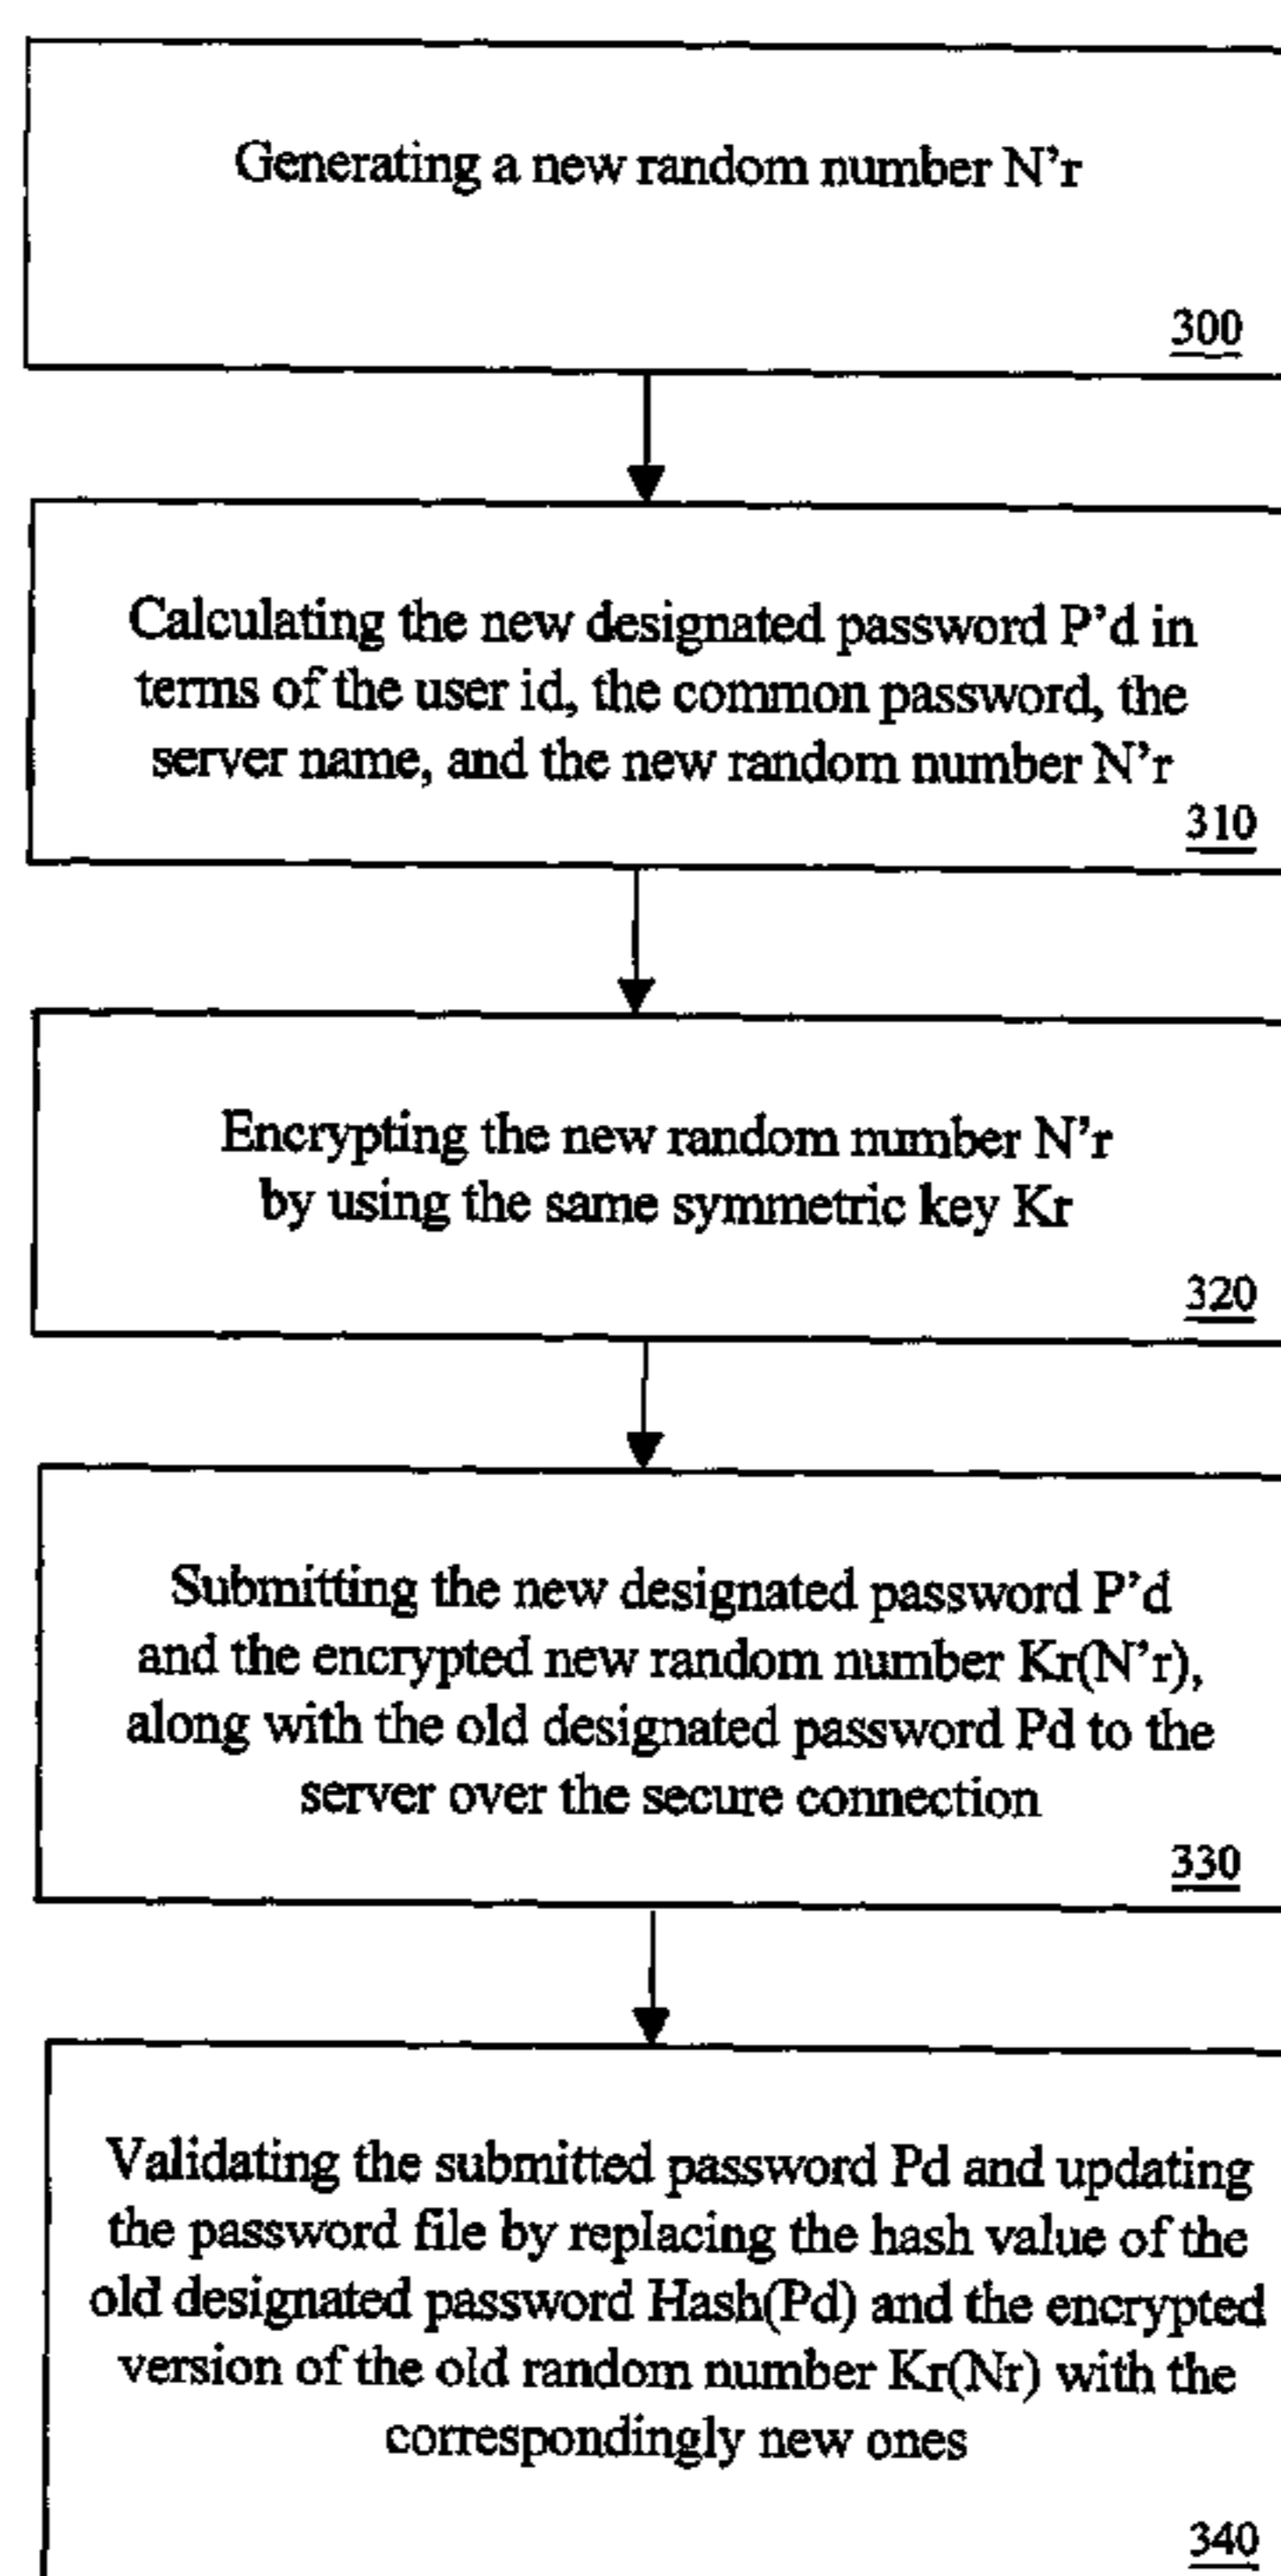 Generating a new random number N’r
300
Calculating the new designated password P’d in
terms of the user id, the common password, the
server name, and the new random number N’r
310
Encrypting the new random number N’r
by using the same symmetric key Kr
320
Submitting the new designated password P’d
and the encrypted new random number Kr(N’r),
along with the old designated password Pd to the
server over the secure connection
330
Validating the submitted password Pd and updating
the password file by replacing the hash value of the
old designated password Hash(Pd) and the encrypted
version of the old random number Kr(Nr) with the
correspondingly new ones
340